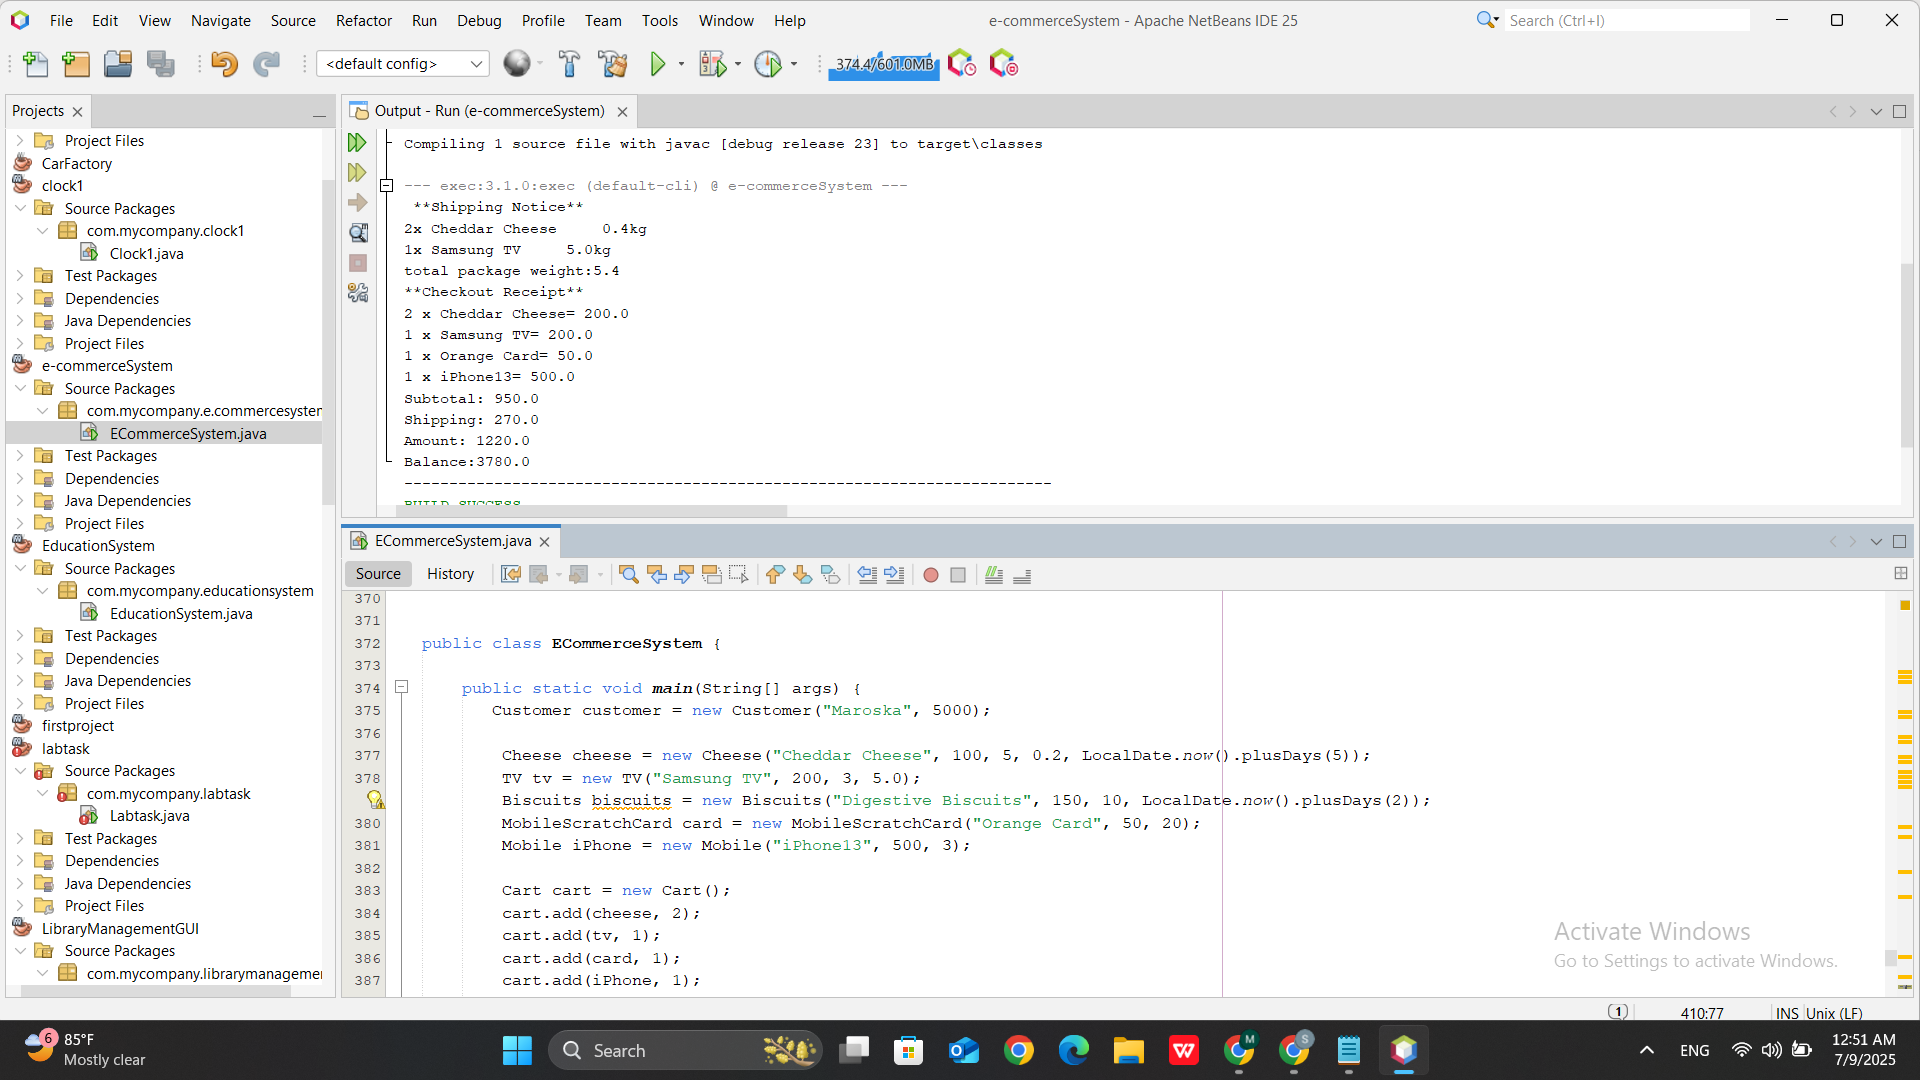 File Edit View Navigate Source Refactor Run Debug Profile Team Tools Window Help
e-commerceSystem - Apache NetBeans IDE 25
Search (Ctrl+I)
<default config>
374.4/601.0MB
Projects
Project Files
CarFactory
clock1
Source Packages
com.mycompany.clock1
Clock1.java
Test Packages
Dependencies
Java Dependencies
Project Files
e-commerceSystem
Source Packages
com.mycompany.e.commercesystem
ECommerceSystem.java
Test Packages
Dependencies
Java Dependencies
Project Files
EducationSystem
Source Packages
com.mycompany.educationsystem
EducationSystem.java
Test Packages
Dependencies
Java Dependencies
Project Files
firstproject
labtask
Source Packages
com.mycompany.labtask
Labtask.java
Test Packages
Dependencies
Java Dependencies
Project Files
LibraryManagementGUI
Source Packages
com.mycompany.librarymanagemen
Output - Run (e-commerceSystem)
Compiling 1 source file with javac [debug release 23] to target\classes
--- exec:3.1.0:exec (default-cli) @ e-commerceSystem ---
**Shipping Notice**
2x Cheddar Cheese     0.4kg
1x Samsung TV     5.0kg
total package weight:5.4
**Checkout Receipt**
2 x Cheddar Cheese= 200.0
1 x Samsung TV= 200.0
1 x Orange Card= 50.0
1 x iPhone13= 500.0
Subtotal: 950.0
Shipping: 270.0
Amount: 1220.0
Balance:3780.0
------------------------------------------------------------------------
BUILD SUCCESS
ECommerceSystem.java
Source History
370
371
372 public class ECommerceSystem {
373
374 public static void main(String[] args) {
375 Customer customer = new Customer("Maroska", 5000);
376
377 Cheese cheese = new Cheese("Cheddar Cheese", 100, 5, 0.2, LocalDate.now().plusDays(5));
378 TV tv = new TV("Samsung TV", 200, 3, 5.0);
Biscuits biscuits = new Biscuits("Digestive Biscuits", 150, 10, LocalDate.now().plusDays(2));
380 MobileScratchCard card = new MobileScratchCard("Orange Card", 50, 20);
381 Mobile iPhone = new Mobile("iPhone13", 500, 3);
382
383 Cart cart = new Cart();
384 cart.add(cheese, 2);
385 cart.add(tv, 1);
386 cart.add(card, 1);
387 cart.add(iPhone, 1);
Activate Windows
Go to Settings to activate Windows.
1
410:77
INS
Unix (LF)
6
85°F
Mostly clear
Search
M
S
ENG
12:51 AM
7/9/2025